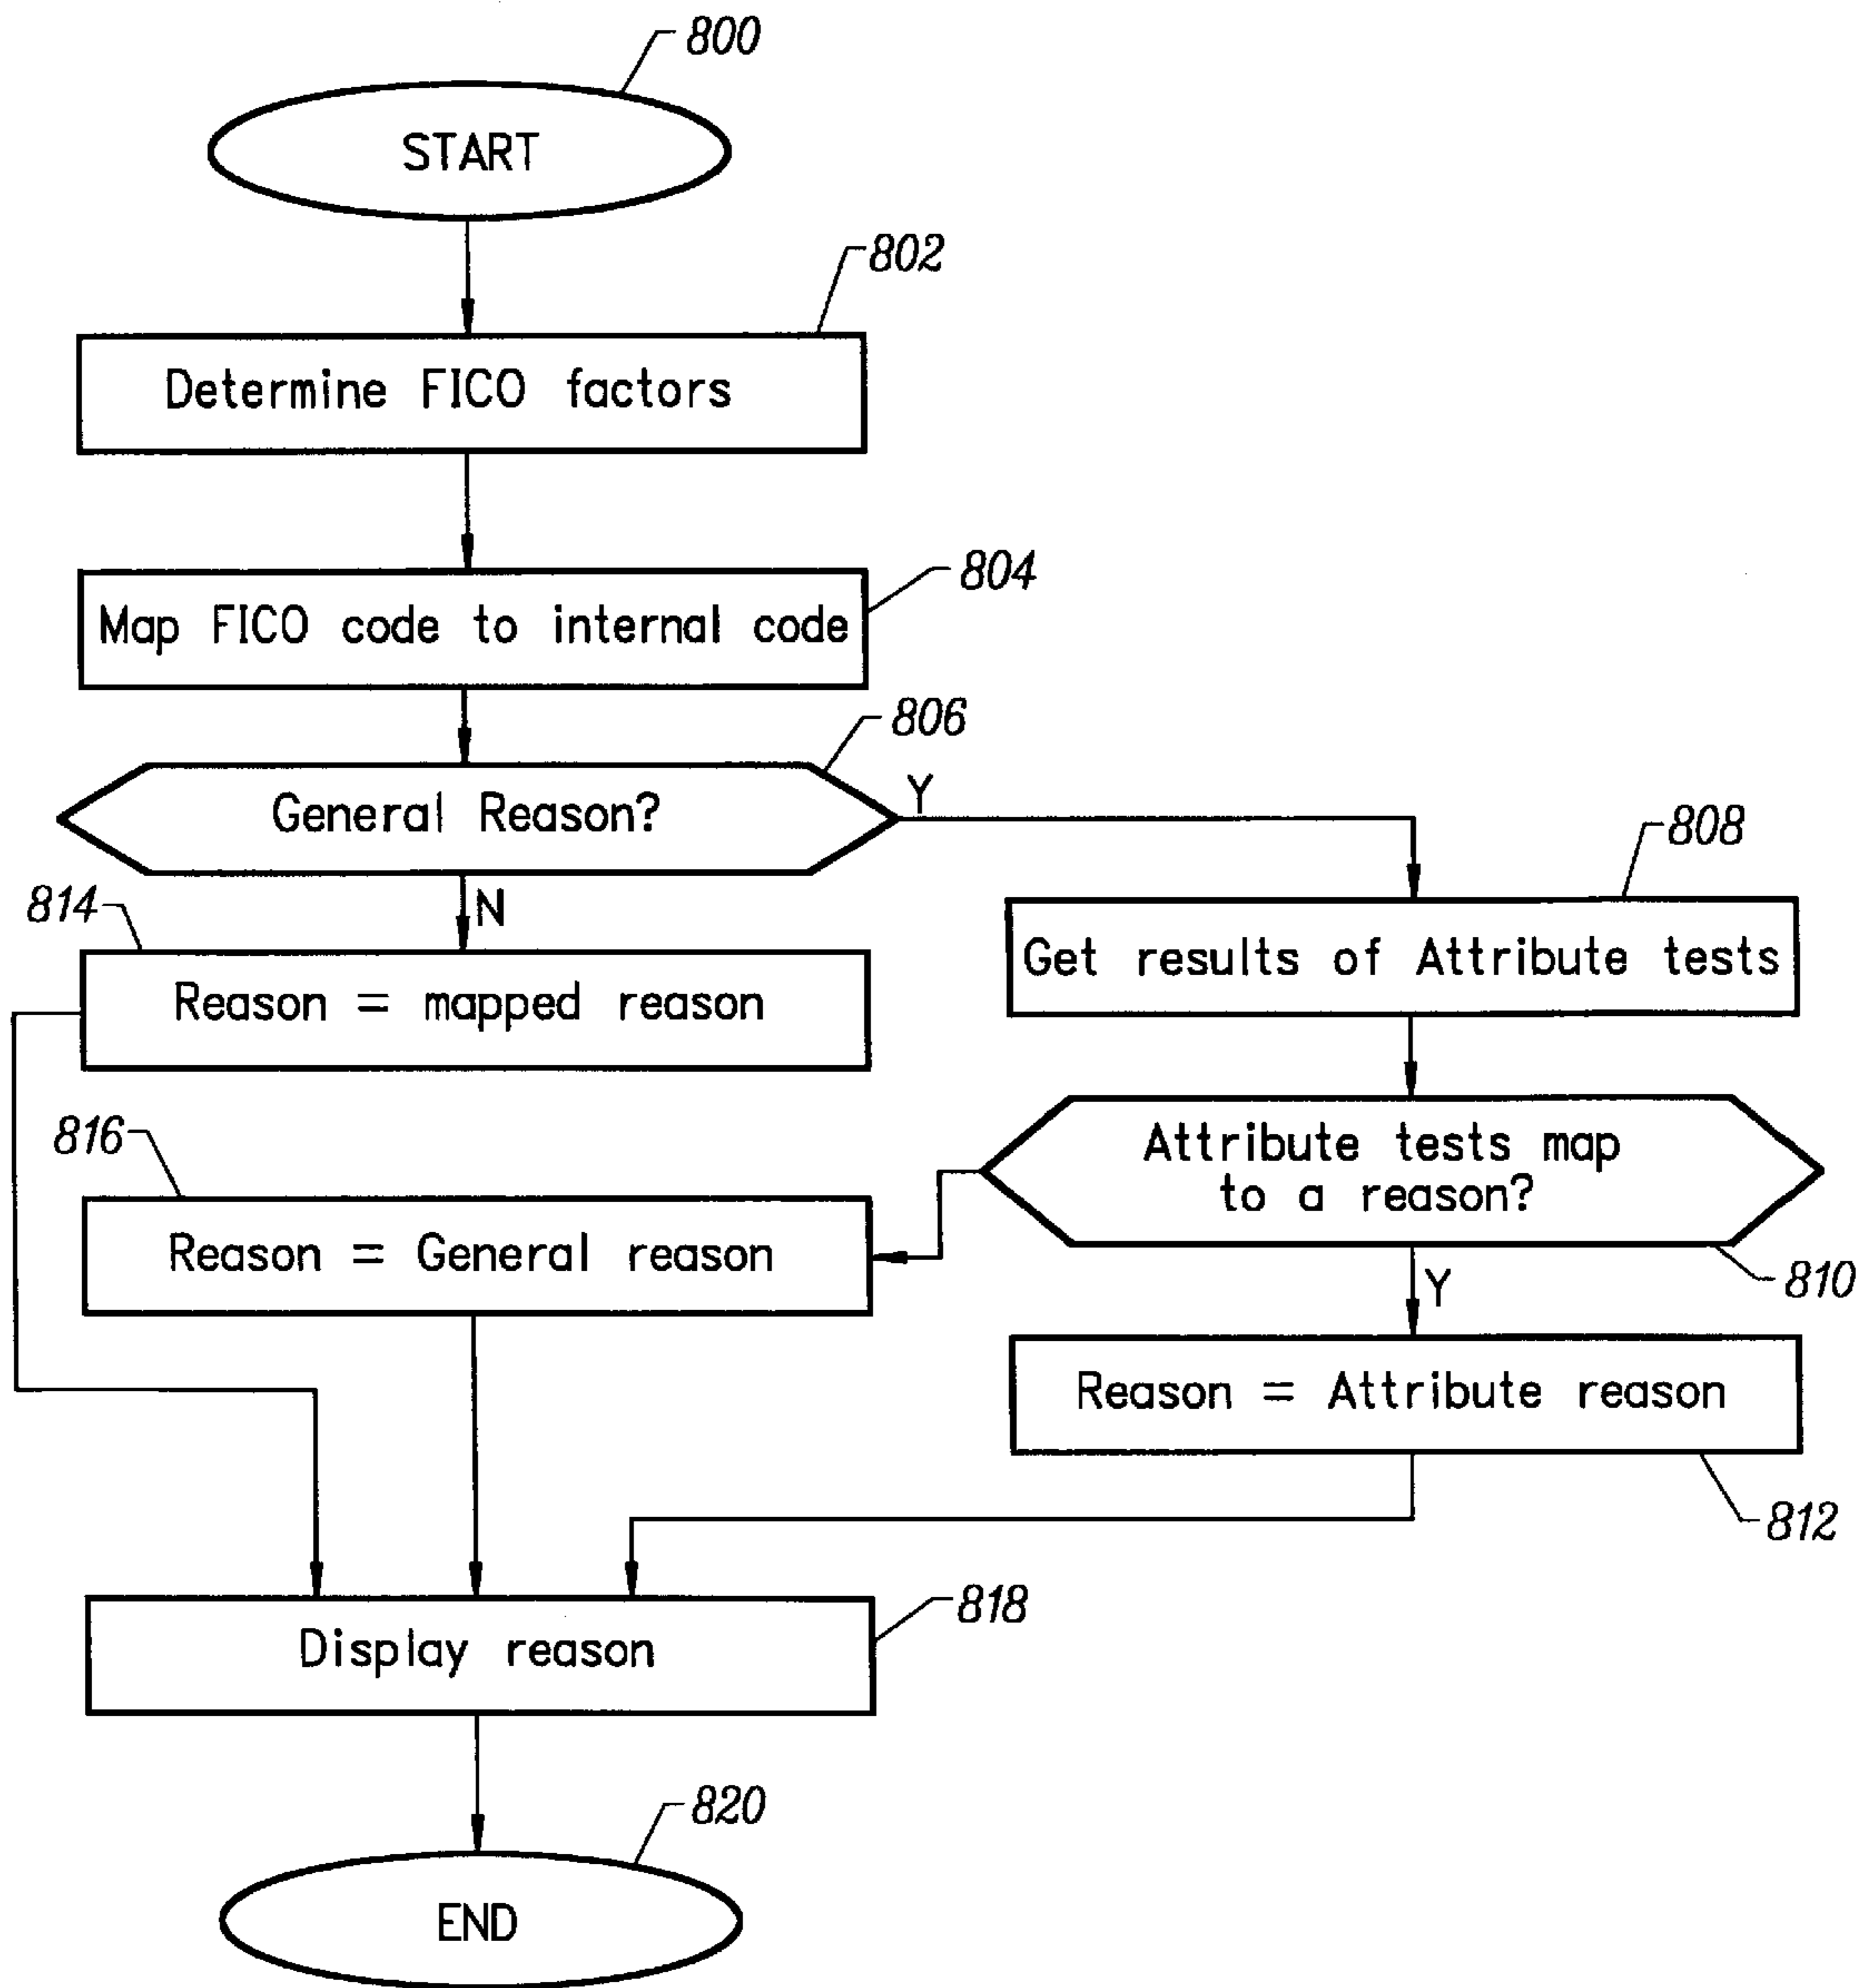 800
START
802
Determine FICO factors
804
Map FICO code to internal code
806
General Reason?
Y
808
Get results of Attribute tests
N
814
Reason = mapped reason
Attribute tests map
to a reason?
810
816
Reason = General reason
Y
Reason = Attribute reason
812
818
Display reason
820
END